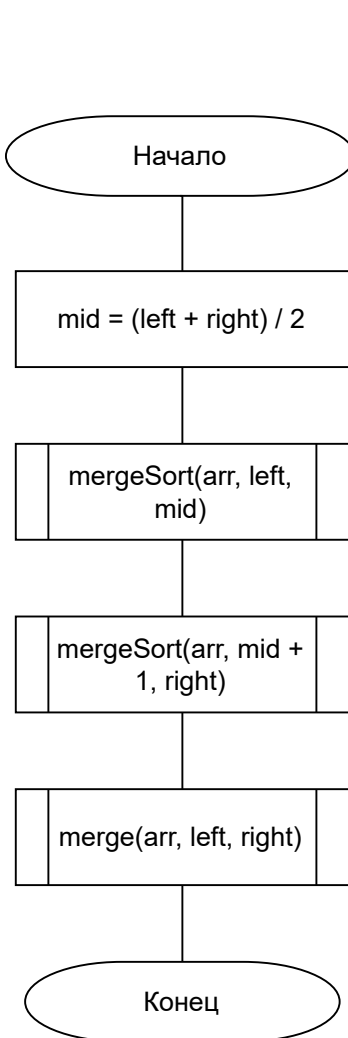 Начало
mid = (left + right) / 2
mergeSort(arr, left,
mid)
mergeSort(arr, mid +
1, right)
merge(arr, left, right)
Конец